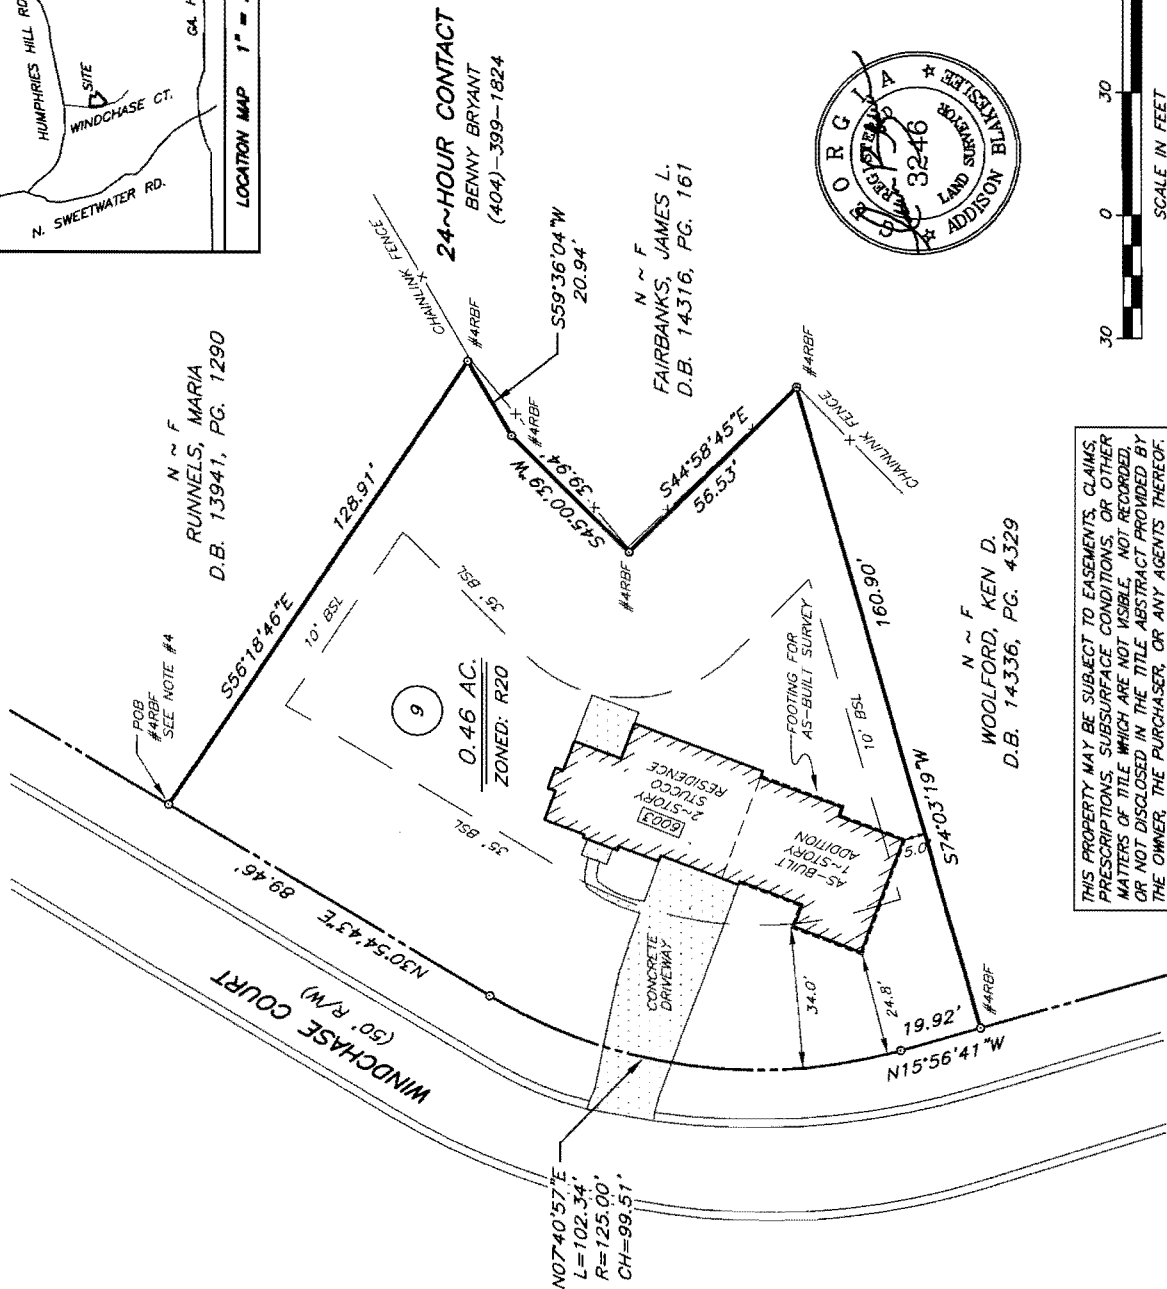 HUMPHRIES HILL RD
SITE
WINDCHASE CT.
N. SWEETWATER RD.
GA.
LOCATION MAP 1" =
24~HOUR CONTACT
BENNY BRYANT
(404)-399-1824
N ~ F
RUNNELS, MARIA
D.B. 13941, PG. 1290
CHAINLINK FENCE
X
#4RBF
S59°36'04"W
20.94'
N ~ F
FAIRBANKS, JAMES L.
D.B. 14316, PG. 161
POB
#4RBF
SEE NOTE #4
S56°18'46"E
128.91'
#4RBF
S45°00'39"W
39.94'
#4RBF
S44°58'45"E
56.53'
#4RBF
CHAINLINK FENCE
X
10' BSL
35' BSL
9
0.46 AC.
ZONED: R20
35' BSL
N30°54'43"E
89.46'
WINDCHASE COURT
(50' R/W)
6003
2~STORY
STUCCO
RESIDENCE
AS-BUILT
1~STORY
ADDITION
FOOTING FOR
AS-BUILT SURVEY
CONCRETE
DRIVEWAY
10' BSL
5.0'
34.0'
24.8'
160.90'
S74°03'19"W
#4RBF
19.92'
N15°56'41"W
N07°40'57"E
L=102.34'
R=125.00'
CH=99.51'
N ~ F
WOOLFORD, KEN D.
D.B. 14336, PG. 4329
GEORGIA
REGISTERED
3246
LAND SURVEYOR
ADDISON BLAKESLEE
30 0 30
SCALE IN FEET
THIS PROPERTY MAY BE SUBJECT TO EASEMENTS, CLAIMS,
PRESCRIPTIONS, SUBSURFACE CONDITIONS, OR OTHER
MATTERS OF TITLE WHICH ARE NOT VISIBLE, NOT RECORDED,
OR NOT DISCLOSED IN THE TITLE ABSTRACT PROVIDED BY
THE OWNER, THE PURCHASER, OR ANY AGENTS THEREOF.